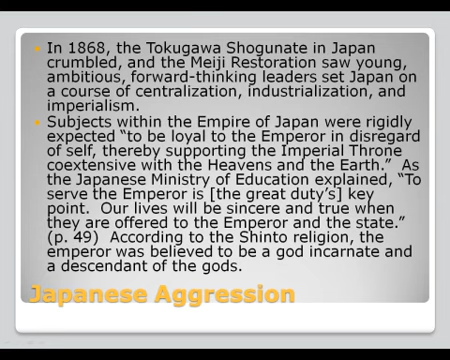 In 1868, the Tokugawa Shogunate in Japan
crumbled, and the Meiji Restoration saw young,
ambitious, forward-thinking leaders set Japan on
a course of centralization, industrialization, and
imperialism.
Subjects within the Empire of Japan were rigidly
expected “to be loyal to the Emperor in disregard
of self, thereby supporting the Imperial Throne
coextensive with the Heavens and the Earth.”  As
the Japanese Ministry of Education explained, “To
serve the Emperor is [the great duty’s] key
point.  Our lives will be sincere and true when
they are offered to the Emperor and the state.”
(p. 49)  According to the Shinto religion, the
emperor was believed to be a god incarnate and
a descendant of the gods.
Japanese Aggression